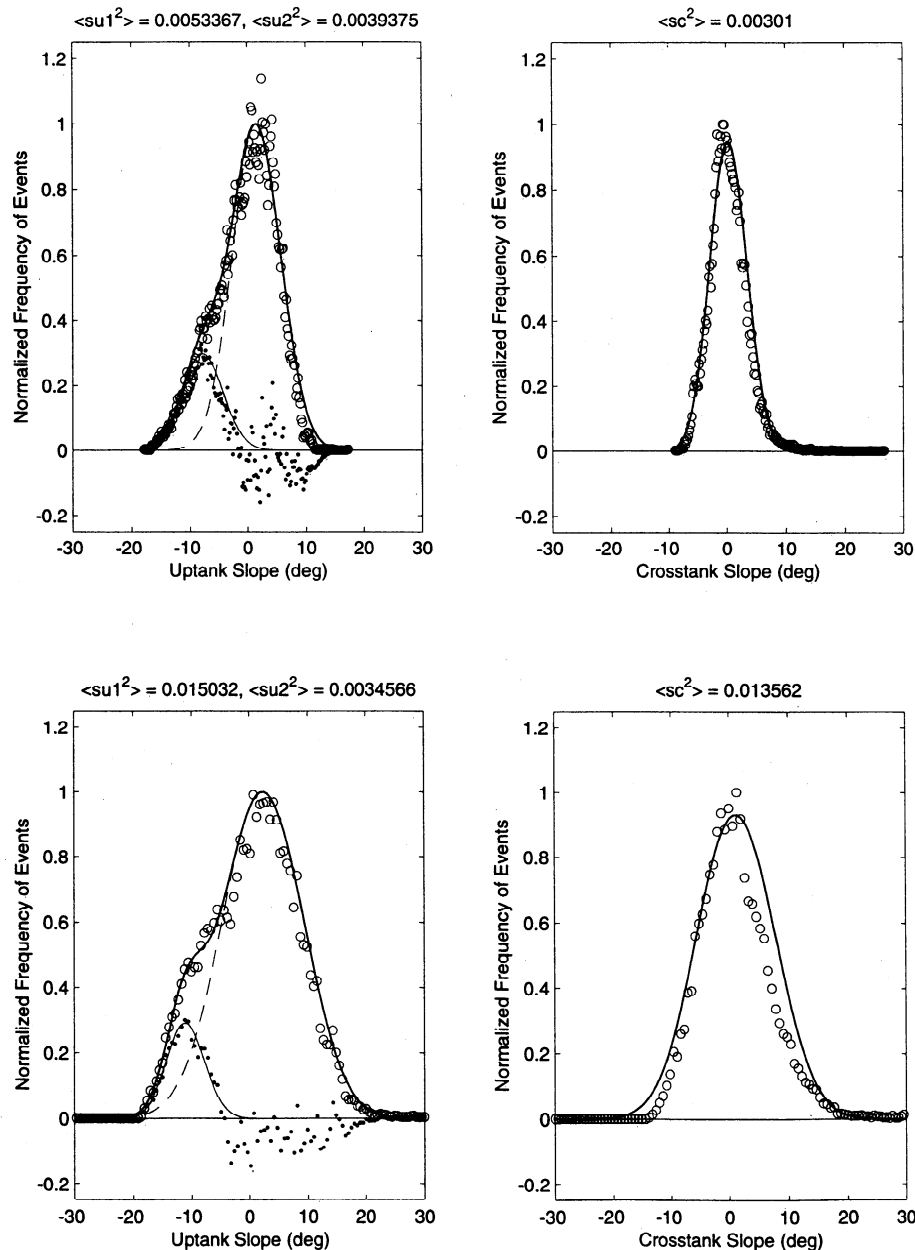 <su1²> = 0.0053367, <su2²> = 0.0039375
1.2
1
0.8
0.6
0.4
0.2
0
-0.2
Normalized Frequency of Events
-30 -20 -10 0 10 20 30
Uptank Slope (deg)
<sc²> = 0.00301
1.2
1
0.8
0.6
0.4
0.2
0
-0.2
Normalized Frequency of Events
-30 -20 -10 0 10 20 30
Crosstank Slope (deg)
<su1²> = 0.015032, <su2²> = 0.0034566
1.2
1
0.8
0.6
0.4
0.2
0
-0.2
Normalized Frequency of Events
-30 -20 -10 0 10 20 30
Uptank Slope (deg)
<sc²> = 0.013562
1.2
1
0.8
0.6
0.4
0.2
0
-0.2
Normalized Frequency of Events
-30 -20 -10 0 10 20 30
Crosstank Slope (deg)